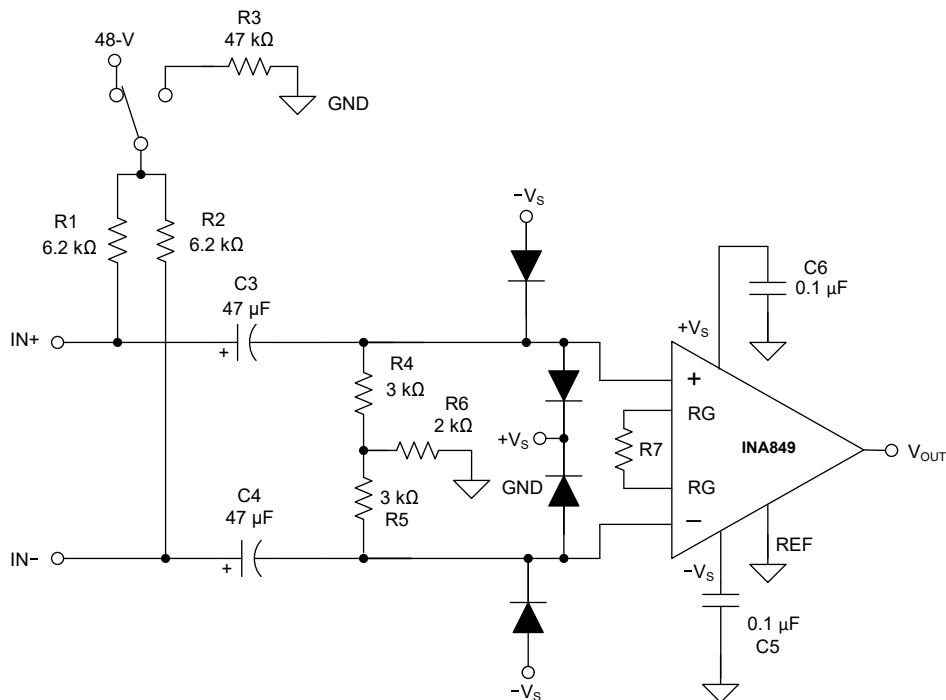 R3
47 kΩ
48-V
GND
R1
6.2 kΩ
R2
6.2 kΩ
−VS
C3
47 µF
+
C6
0.1 µF
+VS
IN+
R4
3 kΩ
R6
2 kΩ
+VS
GND
+
RG
R7
INA849
VOUT
RG
−
C4
47 µF
+
3 kΩ
R5
IN−
REF
−VS
0.1 µF
C5
−VS